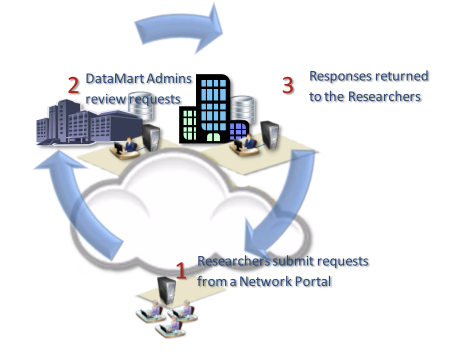 2 DataMart Admins
review requests
3 Responses returned
to the Researchers
1 Researchers submit requests
from a Network Portal